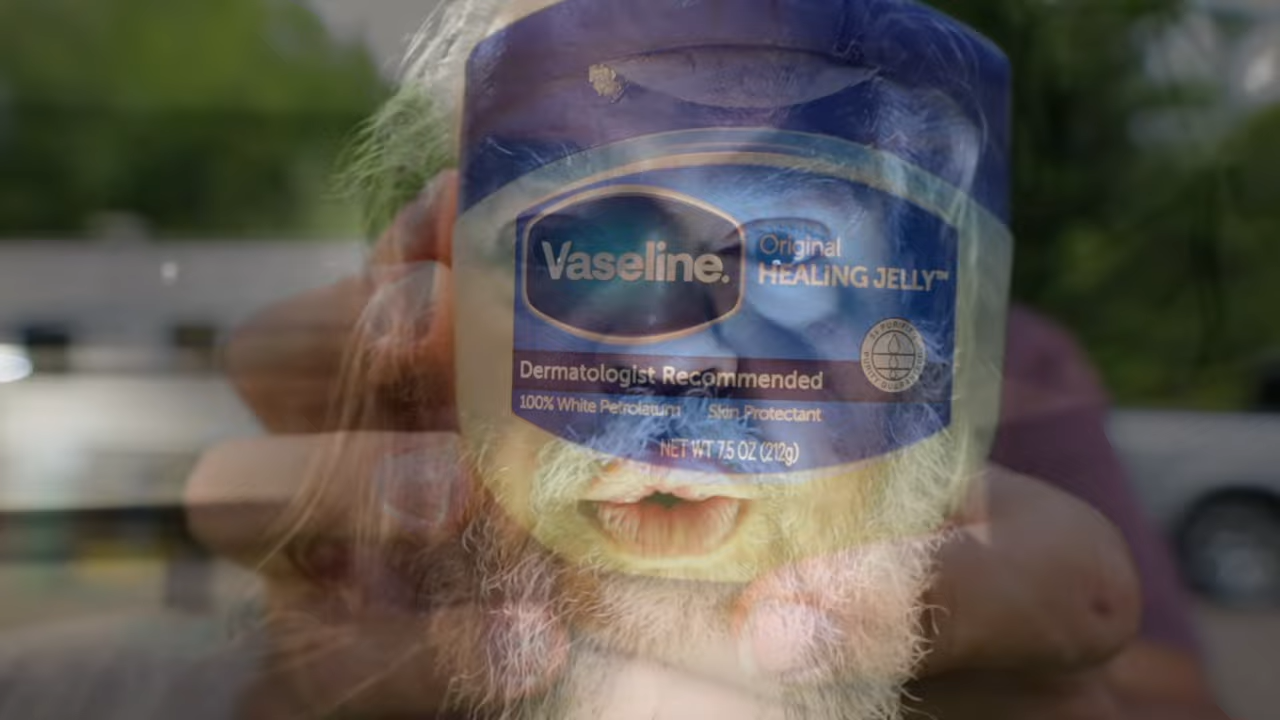 Vaseline.
Original
HEALING JELLY™
Dermatologist Recommended
100% White Petrolatum Skin Protectant
NET WT 7.5 OZ (212g)